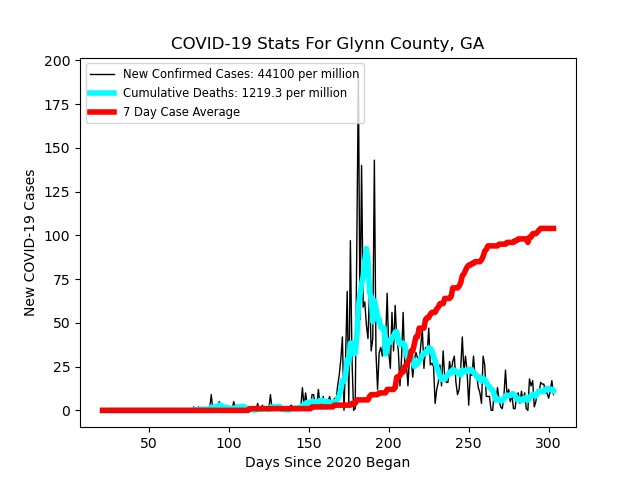 COVID-19 Stats For Glynn County, GA
New Confirmed Cases: 44100 per million
Cumulative Deaths: 1219.3 per million
7 Day Case Average
New COVID-19 Cases
200
175
150
125
100
75
50
25
0
50 100 150 200 250 300
Days Since 2020 Began